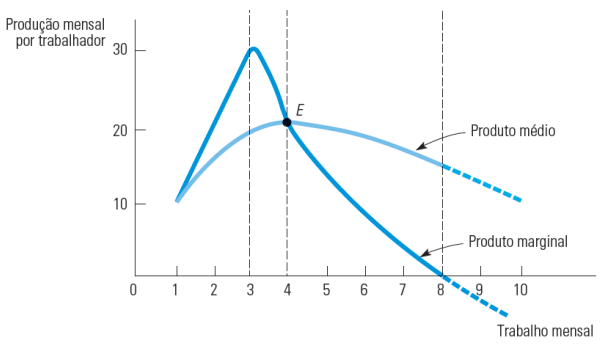 Produção mensal
por trabalhador
30
E
20
Produto médio
10
Produto marginal
0 1 2 3 4 5 6 7 8 9 10
Trabalho mensal